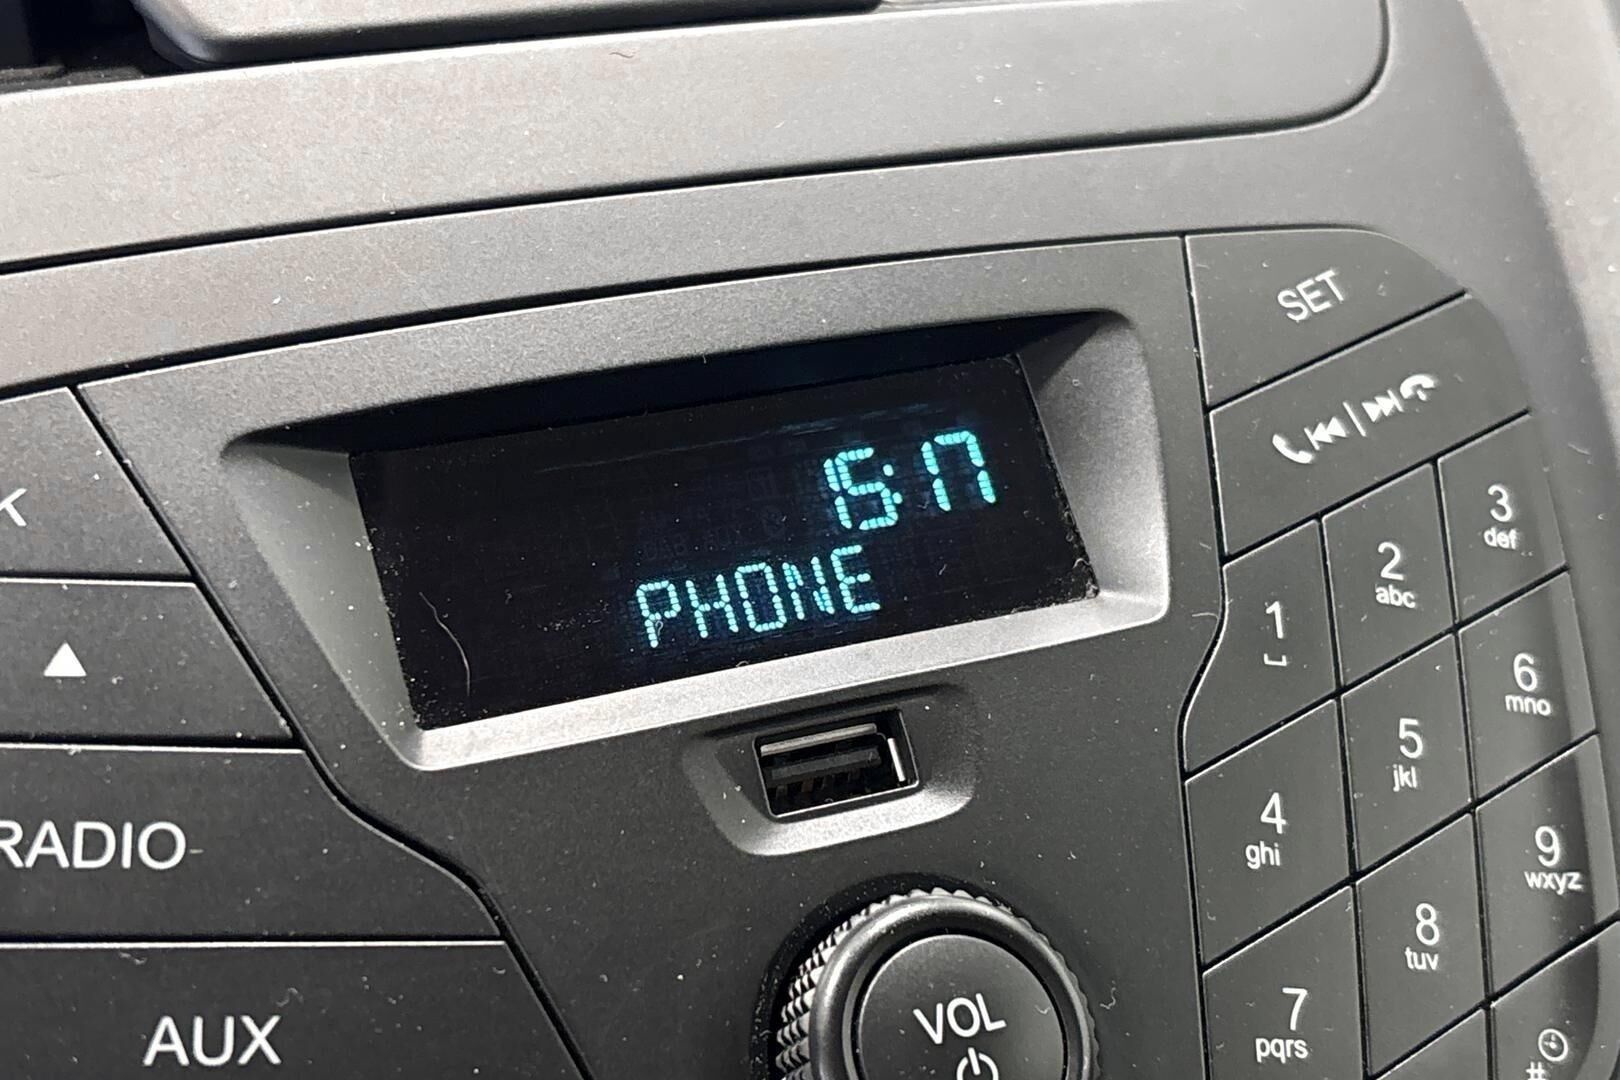 15:17
PHONE
SET
1
2
abc
3
def
4
ghi
5
jkl
6
mno
7
pqrs
8
tuv
9
wxyz
#
RADIO
AUX
VOL